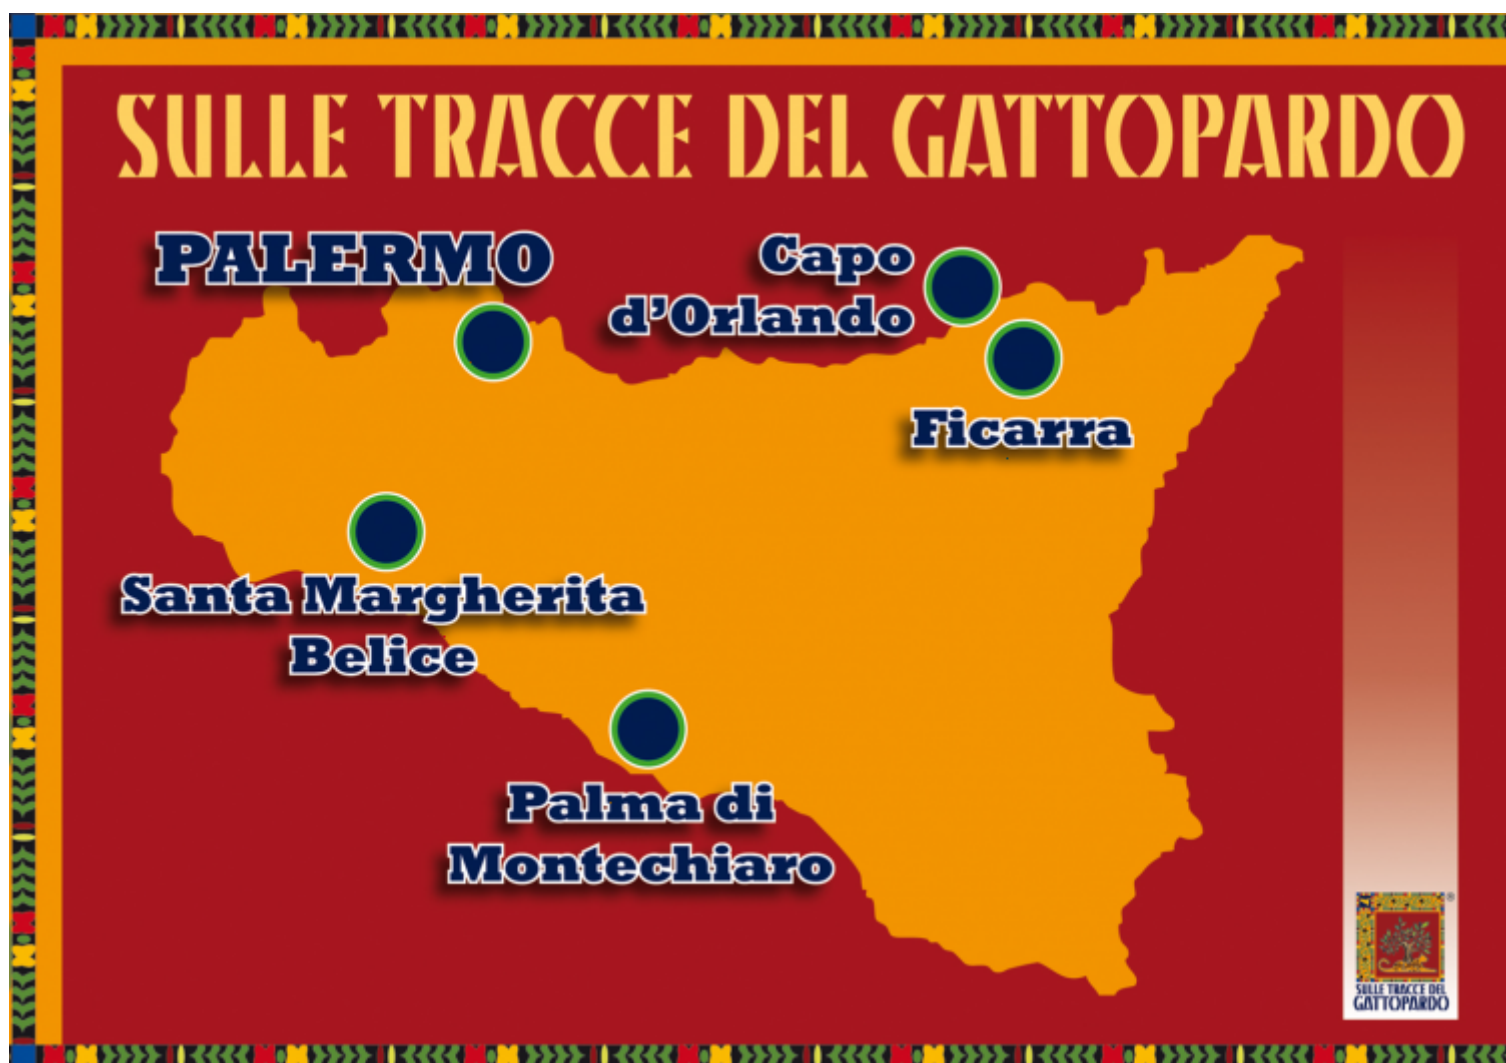 SULLE TRACCE DEL GATTOPARDO
PALERMO
Capo
d'Orlando
Ficarra
Santa Margherita
Belice
Palma di
Montechiaro
®
SULLE TRACCE DEL
GATTOPARDO